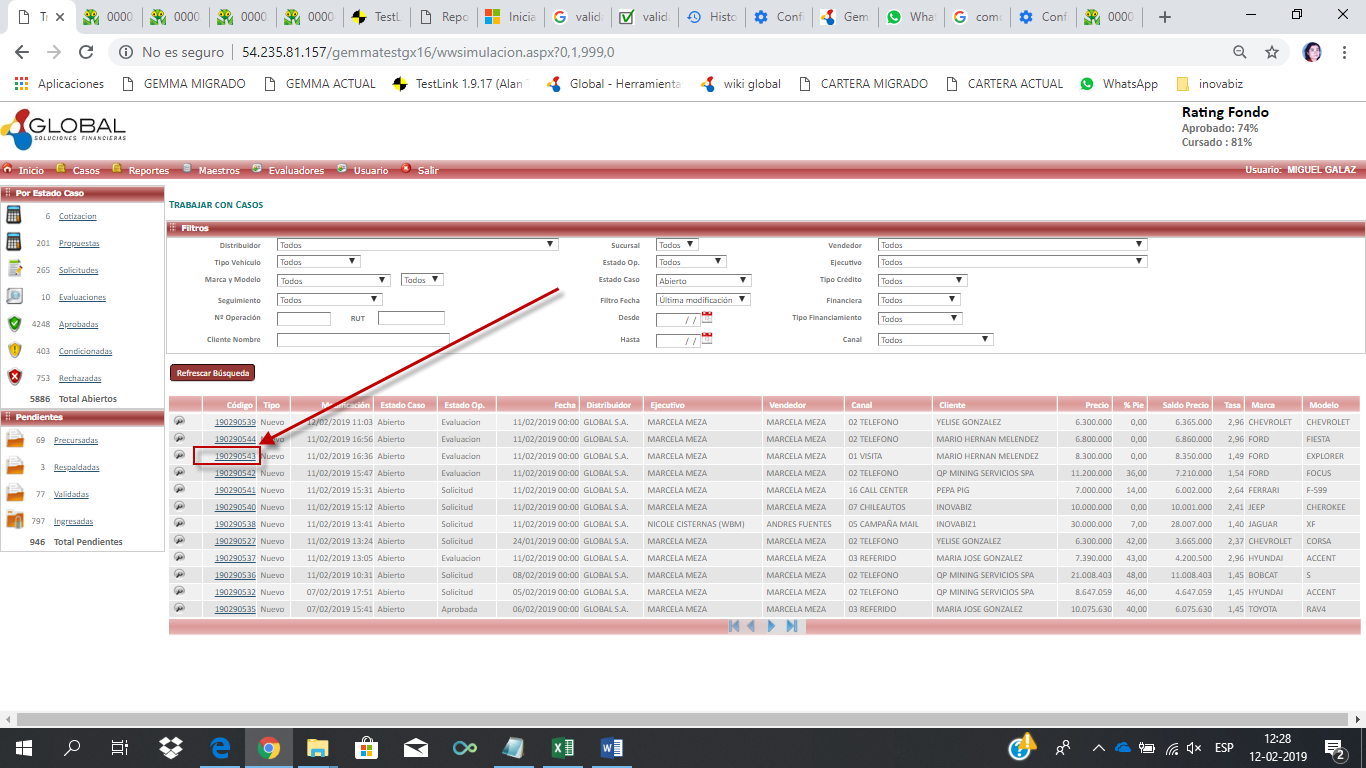 Tr
0000
0000
0000
0000
TestL
Repo
Inicia
valid
valid
Histo
Confi
Gem
What
como
Conf
0000
No es seguro
54.235.81.157/gemmatestgx16/wwsimulacion.aspx?0,1,999,0
Aplicaciones
GEMMA MIGRADO
GEMMA ACTUAL
TestLink 1.9.17 (Alan
Global - Herramienta
wiki global
CARTERA MIGRADO
CARTERA ACTUAL
WhatsApp
inovabiz
GLOBAL
SOLUCIONES FINANCIERAS
Rating Fondo
Aprobado: 74%
Cursado : 81%
Inicio Casos Reportes Maestros Evaluadores Usuario Salir
Usuario: MIGUEL GALAZ
Por Estado Caso
6 Cotizacion
201 Propuestas
265 Solicitudes
10 Evaluaciones
4248 Aprobadas
403 Condicionadas
753 Rechazadas
5886 Total Abiertos
Pendientes
69 Precursadas
3 Respaldadas
77 Validadas
797 Ingresadas
946 Total Pendientes
TRABAJAR CON CASOS
Filtros
Distribuidor Todos Sucursal Todos Vendedor Todos
Tipo Vehículo Todos Estado Op. Todos Ejecutivo Todos
Marca y Modelo Todos Todos Estado Caso Abierto Tipo Crédito Todos
Seguimiento Todos Filtro Fecha Última modificación Financiera Todos
Nº Operación RUT Desde / / Tipo Financiamiento Todos
Cliente Nombre Hasta / / Canal Todos
Refrescar Búsqueda
Código Tipo Modificación Estado Caso Estado Op. Fecha Distribuidor Ejecutivo Vendedor Canal Cliente Precio % Pie Saldo Precio Tasa Marca Modelo
190290539 Nuevo 12/02/2019 11:03 Abierto Evaluacion 11/02/2019 00:00 GLOBAL S.A. MARCELA MEZA MARCELA MEZA 02 TELEFONO YELISE GONZALEZ 6.300.000 0,00 6.365.000 2,96 CHEVROLET CHEVROLET
190290544 Nuevo 11/02/2019 16:56 Abierto Evaluacion 11/02/2019 00:00 GLOBAL S.A. MARCELA MEZA MARCELA MEZA 02 TELEFONO MARIO HERNAN MELENDEZ 6.800.000 0,00 6.860.000 2,96 FORD FIESTA
190290543 Nuevo 11/02/2019 16:36 Abierto Evaluacion 11/02/2019 00:00 GLOBAL S.A. MARCELA MEZA MARCELA MEZA 01 VISITA MARIO HERNAN MELENDEZ 8.300.000 0,00 8.350.000 1,49 FORD EXPLORER
190290542 Nuevo 11/02/2019 15:47 Abierto Evaluacion 11/02/2019 00:00 GLOBAL S.A. MARCELA MEZA MARCELA MEZA 02 TELEFONO QP MINING SERVICIOS SPA 11.200.000 36,00 7.210.000 1,54 FORD FOCUS
190290541 Nuevo 11/02/2019 15:31 Abierto Solicitud 11/02/2019 00:00 GLOBAL S.A. MARCELA MEZA MARCELA MEZA 16 CALL CENTER PEPA PIG 7.000.000 14,00 6.002.000 2,64 FERRARI F-599
190290540 Nuevo 11/02/2019 15:12 Abierto Solicitud 11/02/2019 00:00 GLOBAL S.A. MARCELA MEZA MARCELA MEZA 07 CHILEAUTOS INOVABIZ 10.000.000 0,00 10.001.000 2,41 JEEP CHEROKEE
190290538 Nuevo 11/02/2019 13:41 Abierto Solicitud 11/02/2019 00:00 GLOBAL S.A. NICOLE CISTERNAS (WBM) ANDRES FUENTES 05 CAMPAÑA MAIL INOVABIZ1 30.000.000 7,00 28.007.000 1,40 JAGUAR XF
190290527 Nuevo 11/02/2019 13:24 Abierto Solicitud 24/01/2019 00:00 GLOBAL S.A. MARCELA MEZA MARCELA MEZA 02 TELEFONO YELISE GONZALEZ 6.300.000 42,00 3.665.000 2,37 CHEVROLET CORSA
190290537 Nuevo 11/02/2019 13:05 Abierto Evaluacion 11/02/2019 00:00 GLOBAL S.A. MARCELA MEZA MARCELA MEZA 03 REFERIDO MARIA JOSE GONZALEZ 7.390.000 43,00 4.200.500 2,96 HYUNDAI ACCENT
190290536 Nuevo 11/02/2019 10:31 Abierto Solicitud 08/02/2019 00:00 GLOBAL S.A. MARCELA MEZA MARCELA MEZA 02 TELEFONO QP MINING SERVICIOS SPA 21.008.403 48,00 11.008.403 1,45 BOBCAT S
190290532 Nuevo 07/02/2019 17:51 Abierto Solicitud 05/02/2019 00:00 GLOBAL S.A. MARCELA MEZA MARCELA MEZA 02 TELEFONO QP MINING SERVICIOS SPA 8.647.059 46,00 4.647.059 1,45 HYUNDAI ACCENT
190290535 Nuevo 07/02/2019 15:41 Abierto Aprobada 06/02/2019 00:00 GLOBAL S.A. MARCELA MEZA MARCELA MEZA 03 REFERIDO MARIA JOSE GONZALEZ 10.075.630 40,00 6.075.630 1,45 TOYOTA RAV4
ESP
12:28
12-02-2019
2